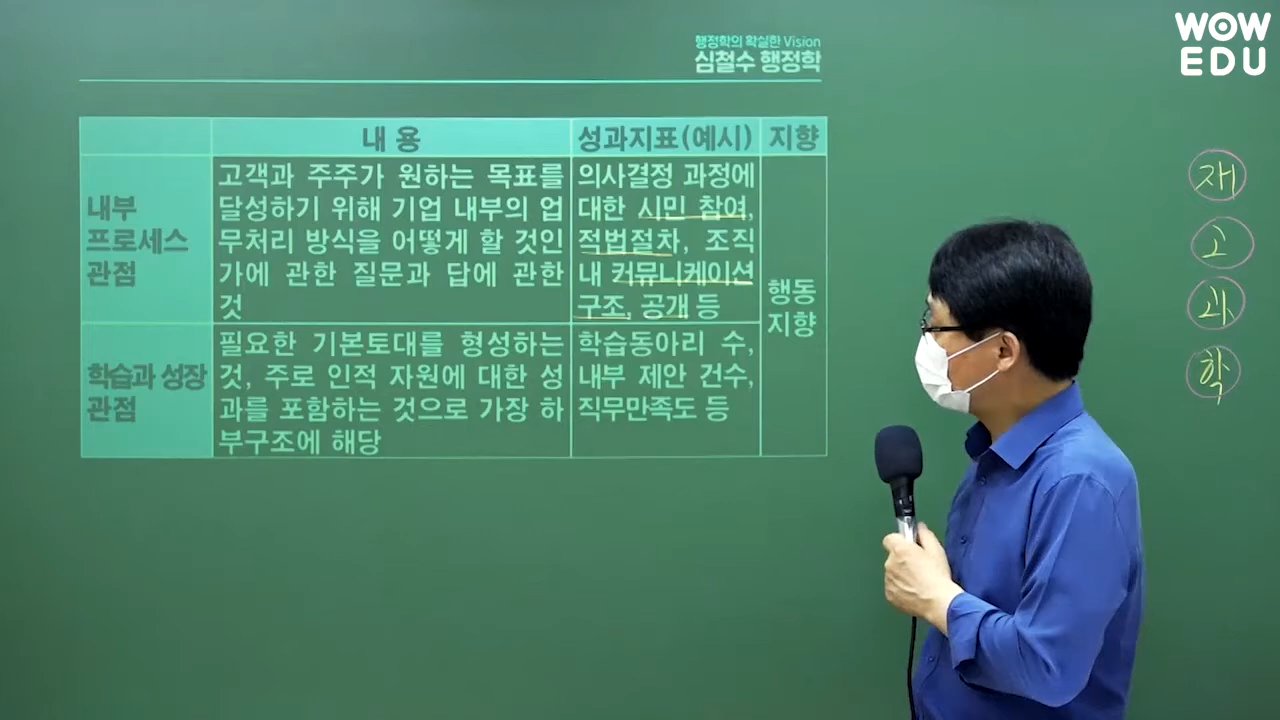 WOW
EDU
행정학의 확실한 Vision
심철수 행정학
내 용
성과지표(예시)
지향
내부
프로세스
관점
고객과 주주가 원하는 목표를
달성하기 위해 기업 내부의 업
무처리 방식을 어떻게 할 것인
가에 관한 질문과 답에 관한
것
의사결정 과정에
대한 시민 참여,
적법절차, 조직
내 커뮤니케이션
구조, 공개 등
행동
지향
학습과 성장
관점
필요한 기본토대를 형성하는
것, 주로 인적 자원에 대한 성
과를 포함하는 것으로 가장 하
부구조에 해당
학습동아리 수,
내부 제안 건수,
직무만족도 등
재
고
과
학